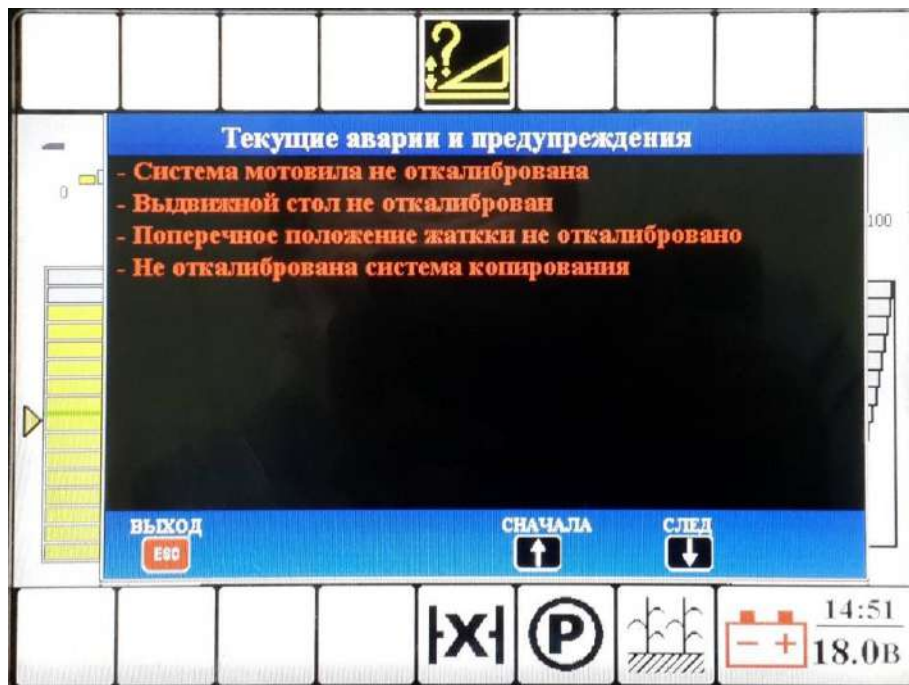 Текущие аварии и предупреждения
0
- Система мотовила не откалибрована
- Выдвижной стол не откалиброван
- Поперечное положение жаткки не откалибровано
100
- Не откалибрована система копирования
ВЫХОД СНАЧАЛА СЛЕД
ESC
P
14:51
18.0В